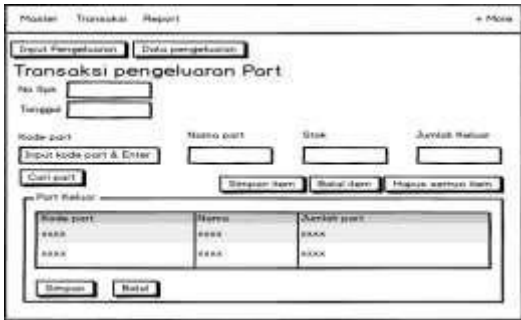 Master Transaksi Report + More
Input Pengeluaran Data pengeluaran
Transaksi pengeluaran Part
No Spk
Tanggal
Kode part Nama part Stok Jumlah Keluar
Input kode part & Enter
Cari part
Simpan item Batal item Hapus semua item
Part Keluar
Kode part Nama Jumlah part
xxxx xxxx xxxx
xxxx xxxx xxxx
Simpan Batal